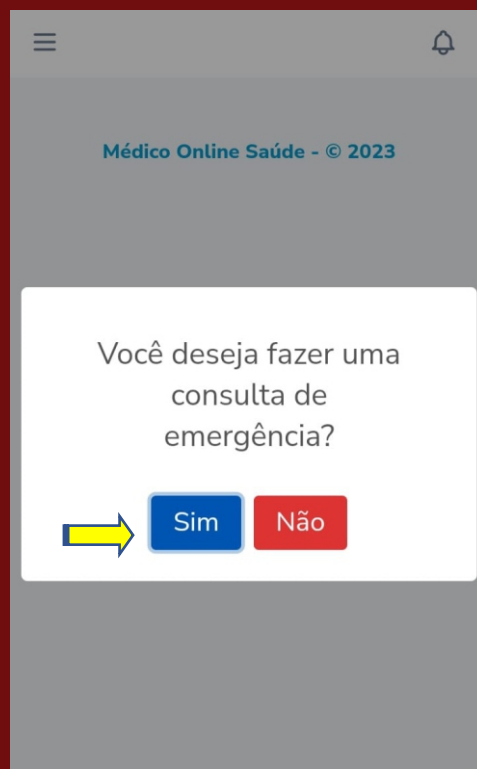 Médico Online Saúde - © 2023
Você deseja fazer uma
consulta de
emergência?
Sim Não